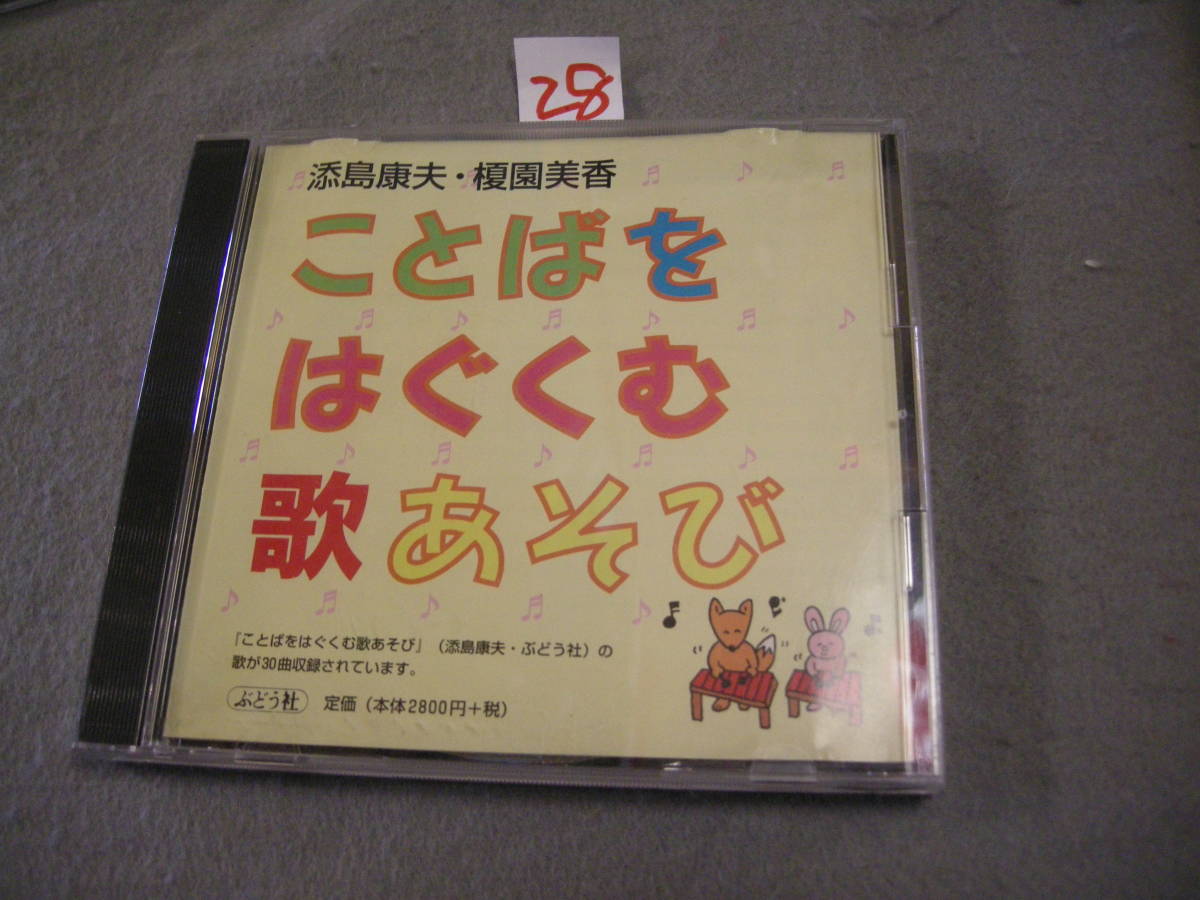 28
添島康夫・榎園美香
ことばを
はぐくむ
歌あそび
『ことばをはぐくむ歌あそび』（添島康夫・ぶどう社）の
歌が30曲収録されています。
ぶどう社 定価（本体2800円＋税）